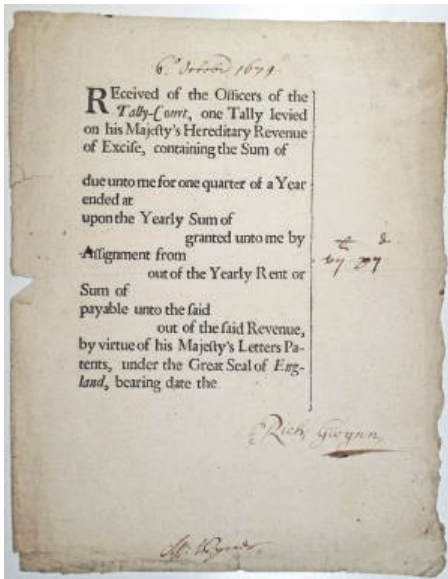 6º October 1679
REceived of the Officers of the
Tally-Court, one Tally levied
on his Majeſty's Hereditary Revenue
of Exciſe, containing the Sum of
due unto me for one quarter of a Year
ended at
upon the Yearly Sum of
granted unto me by
Aſſignment from
out of the Yearly Rent or
Sum of
payable unto the ſaid
out of the ſaid Revenue,
by virtue of his Majeſty's Letters Pa-
tents, under the Great Seal of Eng-
land, bearing date the
Rich Gwynn